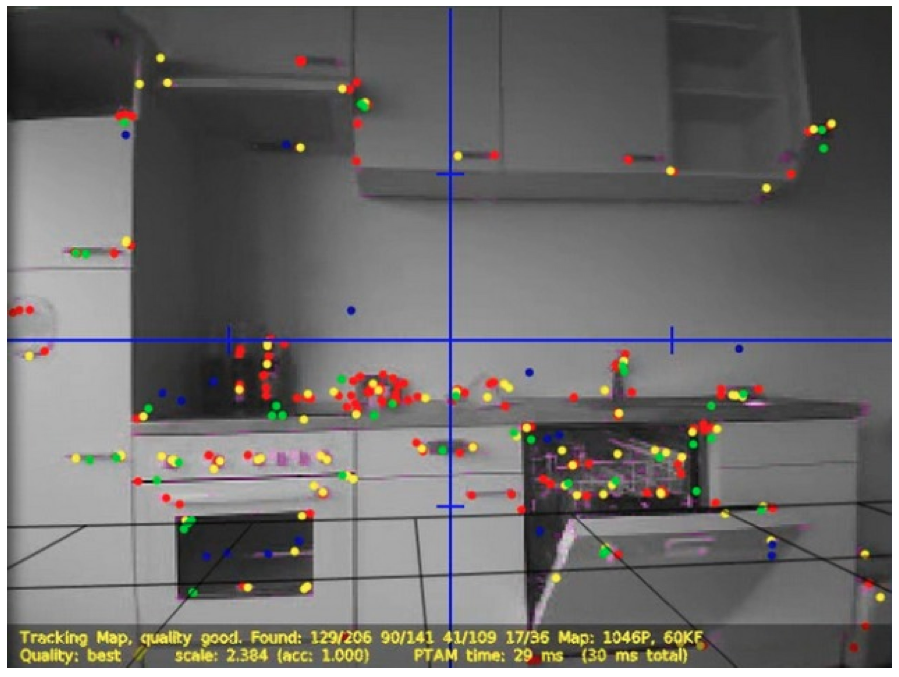 Tracking Map, quality good. Found: 129/206 90/141 41/109 17/36 Map: 1046P, 60KF
Quality: best scale: 2.384 (acc: 1.000) PTAM time: 29 ms (30 ms total)